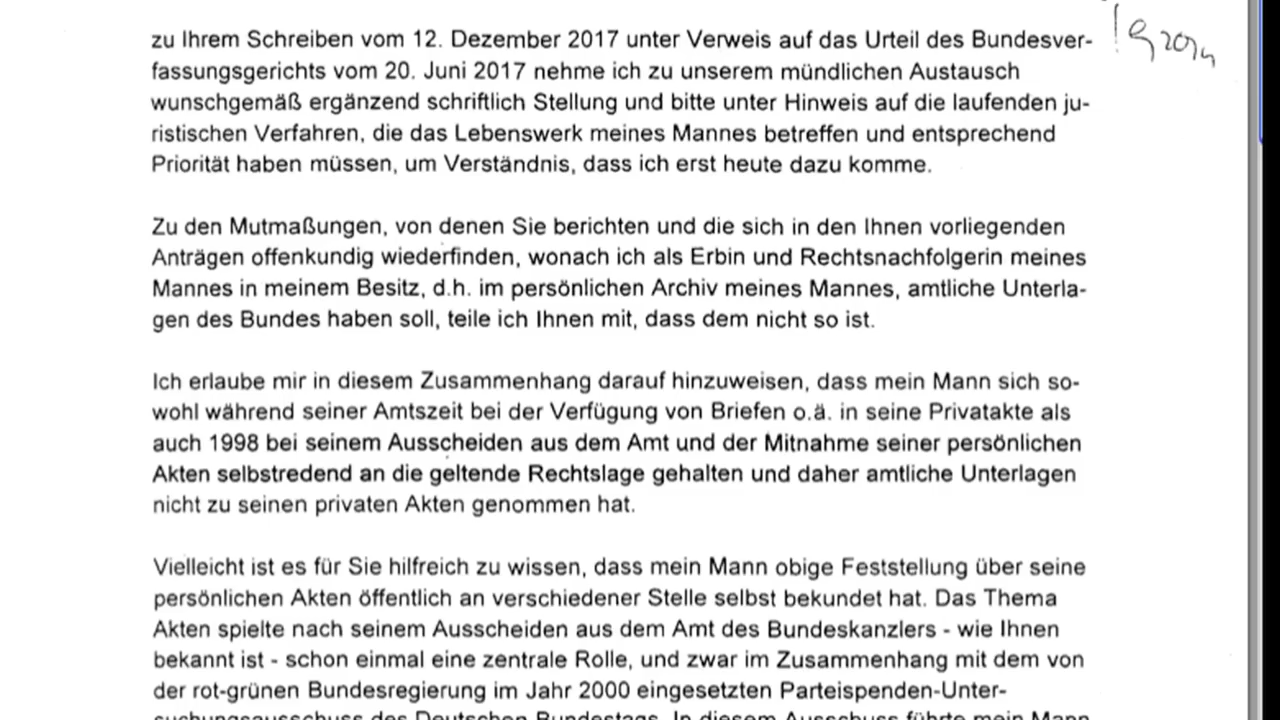 zu Ihrem Schreiben vom 12. Dezember 2017 unter Verweis auf das Urteil des Bundesver-
fassungsgerichts vom 20. Juni 2017 nehme ich zu unserem mündlichen Austausch
wunschgemäß ergänzend schriftlich Stellung und bitte unter Hinweis auf die laufenden ju-
ristischen Verfahren, die das Lebenswerk meines Mannes betreffen und entsprechend
Priorität haben müssen, um Verständnis, dass ich erst heute dazu komme.
Zu den Mutmaßungen, von denen Sie berichten und die sich in den Ihnen vorliegenden
Anträgen offenkundig wiederfinden, wonach ich als Erbin und Rechtsnachfolgerin meines
Mannes in meinem Besitz, d.h. im persönlichen Archiv meines Mannes, amtliche Unterla-
gen des Bundes haben soll, teile ich Ihnen mit, dass dem nicht so ist.
Ich erlaube mir in diesem Zusammenhang darauf hinzuweisen, dass mein Mann sich so-
wohl während seiner Amtszeit bei der Verfügung von Briefen o.ä. in seine Privatakte als
auch 1998 bei seinem Ausscheiden aus dem Amt und der Mitnahme seiner persönlichen
Akten selbstredend an die geltende Rechtslage gehalten und daher amtliche Unterlagen
nicht zu seinen privaten Akten genommen hat.
Vielleicht ist es für Sie hilfreich zu wissen, dass mein Mann obige Feststellung über seine
persönlichen Akten öffentlich an verschiedener Stelle selbst bekundet hat. Das Thema
Akten spielte nach seinem Ausscheiden aus dem Amt des Bundeskanzlers - wie Ihnen
bekannt ist - schon einmal eine zentrale Rolle, und zwar im Zusammenhang mit dem von
der rot-grünen Bundesregierung im Jahr 2000 eingesetzten Parteispenden-Unter-
suchungsausschuss des Deutschen Bundestags. In diesem Ausschuss führte mein Mann